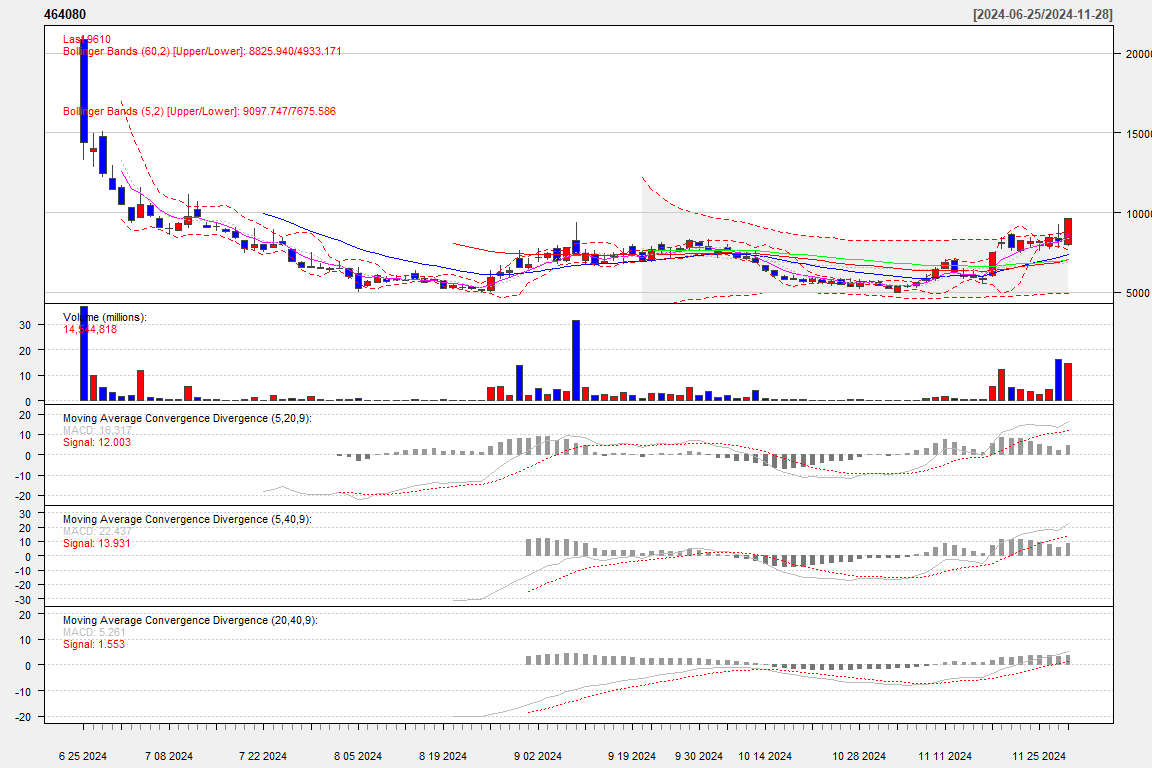 464080 [2024-06-25/2024-11-28]
Last 9610
Bollinger Bands (60,2) [Upper/Lower]: 8825.940/4933.171
Bollinger Bands (5,2) [Upper/Lower]: 9097.747/7675.586
20000
15000
10000
5000
Volume (millions):
14,544,818
30
20
10
0
Moving Average Convergence Divergence (5,20,9):
MACD: 16.317
Signal: 12.003
20
10
0
-10
-20
Moving Average Convergence Divergence (5,40,9):
MACD: 22.437
Signal: 13.931
30
20
10
0
-10
-20
-30
Moving Average Convergence Divergence (20,40,9):
MACD: 5.261
Signal: 1.553
20
10
0
-10
-20
6 25 2024 7 08 2024 7 22 2024 8 05 2024 8 19 2024 9 02 2024 9 19 2024 9 30 2024 10 14 2024 10 28 2024 11 11 2024 11 25 2024